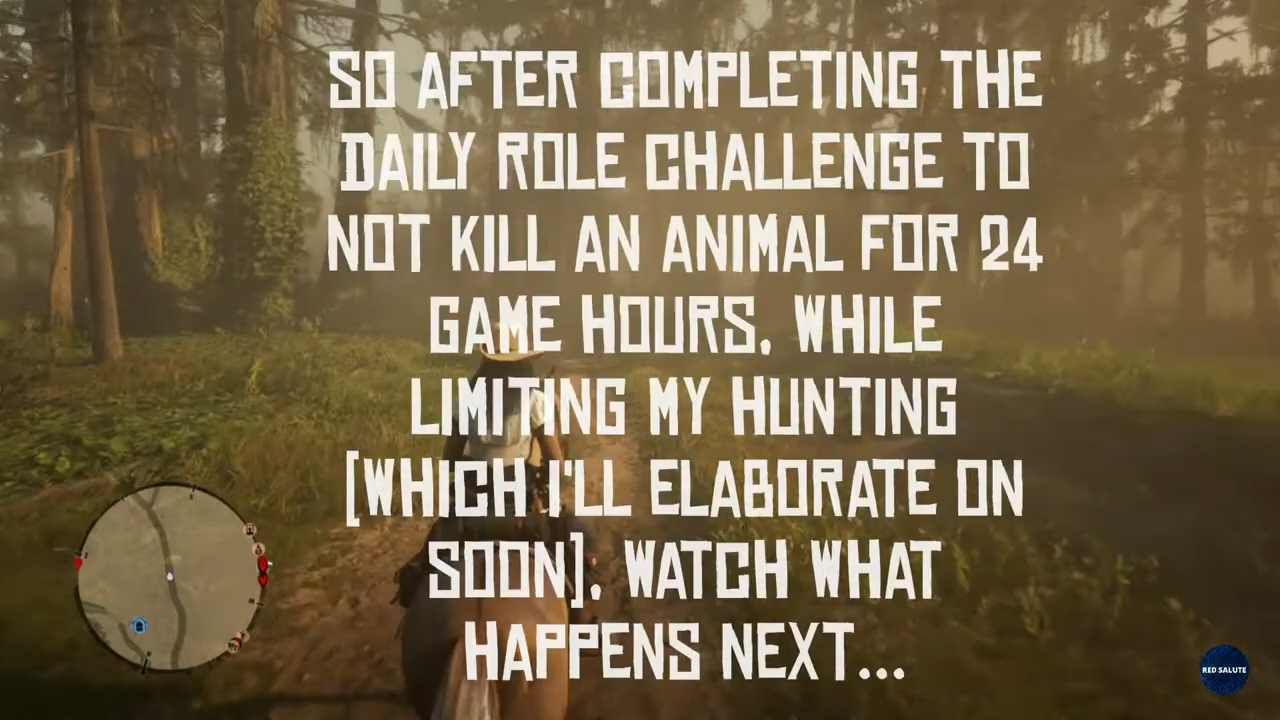 SO AFTER COMPLETING THE
DAILY ROLE CHALLENGE TO
NOT KILL AN ANIMAL FOR 24
GAME HOURS, WHILE
LIMITING MY HUNTING
[WHICH I'LL ELABORATE ON
SOON], WATCH WHAT
HAPPENS NEXT...
RED SALUTE